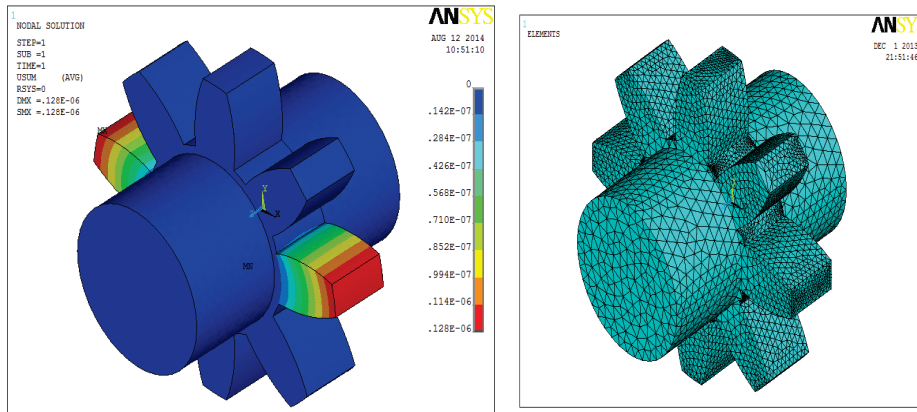 1
NODAL SOLUTION
STEP=1
SUB =1
TIME=1
USUM (AVG)
RSYS=0
DMX =.128E-06
SMX =.128E-06
ANSYS
AUG 12 2014
10:51:10
0
.142E-07
.284E-07
.426E-07
.568E-07
.710E-07
.852E-07
.994E-07
.114E-06
.128E-06
MX
Y
Z
X
MN
1
ELEMENTS
ANSY
DEC 1 2013
21:51:46